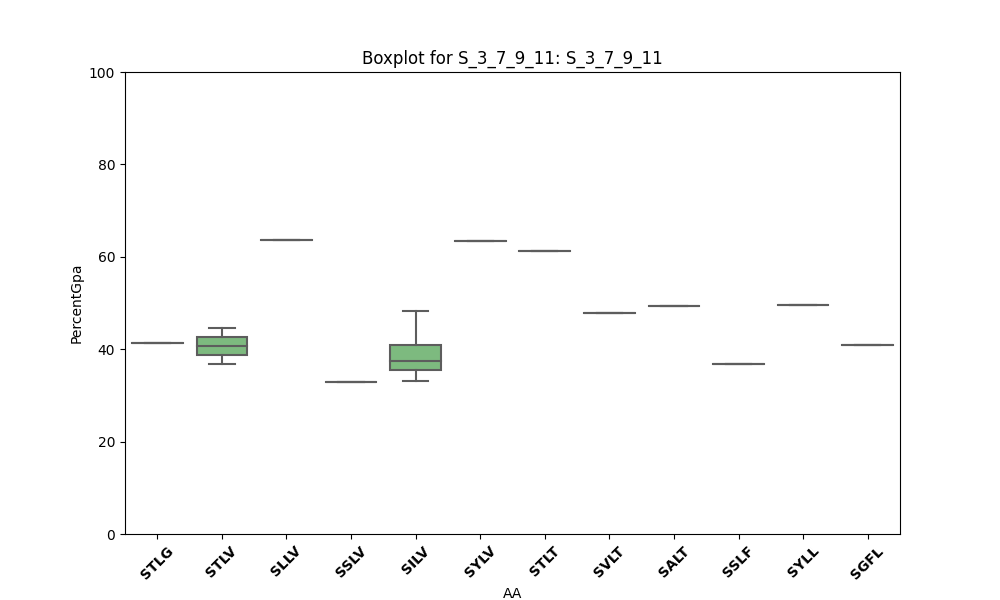 Boxplot for S_3_7_9_11: S_3_7_9_11
100
80
60
40
20
0
PercentGpa
STLG
STLV
SLLV
SSLV
SILV
SYLV
STLT
SVLT
SALT
SSLF
SYLL
SGFL
AA